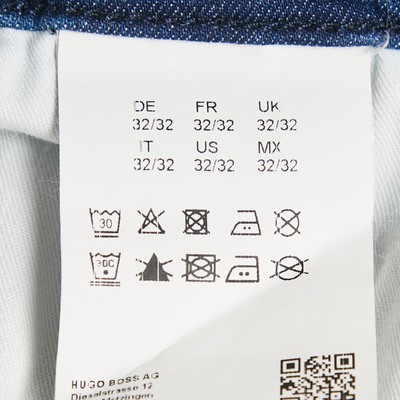 DE FR UK
32/32 32/32 32/32
IT US MX
32/32 32/32 32/32
30
30C
HUGO BOSS AG
Dieselstrasse 12
Metzingen